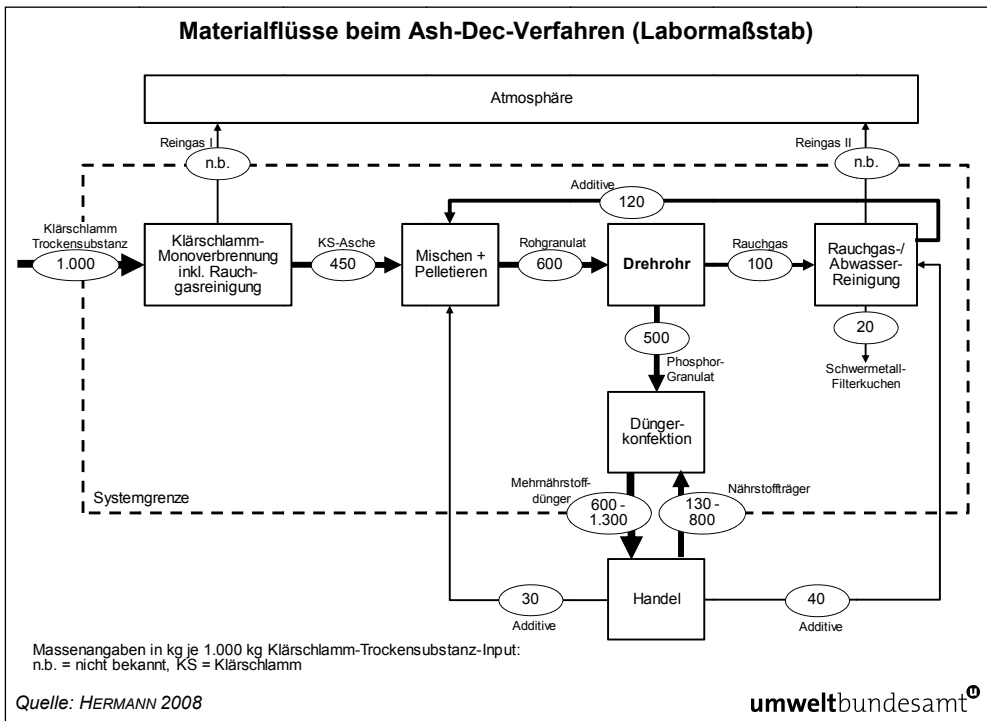 Materialflüsse beim Ash-Dec-Verfahren (Labormaßstab)
Atmosphäre
Reingas I
n.b.
Reingas II
n.b.
Additive
120
Klärschlamm
Trockensubstanz
1.000
Klärschlamm-
Monoverbrennung
inkl. Rauch-
gasreinigung
KS-Asche
450
Mischen +
Pelletieren
Rohgranulat
600
Drehrohr
Rauchgas
100
Rauchgas-/
Abwasser-
Reinigung
500
Phosphor-
Granulat
20
Schwermetall-
Filterkuchen
Dünger-
konfektion
Systemgrenze
Mehrnährstoff-
dünger
600 -
1.300
Nährstoffträger
130 -
800
30
Additive
Handel
40
Additive
Massenangaben in kg je 1.000 kg Klärschlamm-Trockensubstanz-Input:
n.b. = nicht bekannt, KS = Klärschlamm
Quelle: HERMANN 2008
umweltbundesamt u